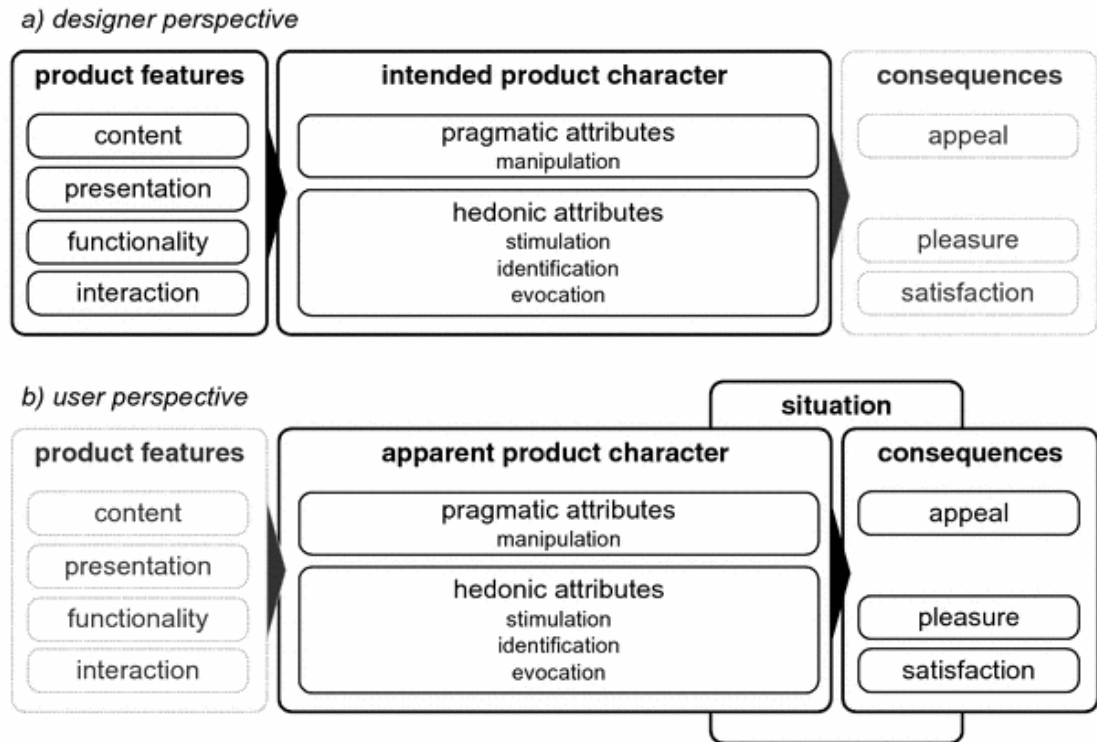 a) designer perspective
product features
content
presentation
functionality
interaction
intended product character
pragmatic attributes
manipulation
hedonic attributes
stimulation
identification
evocation
consequences
appeal
pleasure
satisfaction
b) user perspective
situation
product features
content
presentation
functionality
interaction
apparent product character
pragmatic attributes
manipulation
hedonic attributes
stimulation
identification
evocation
consequences
appeal
pleasure
satisfaction